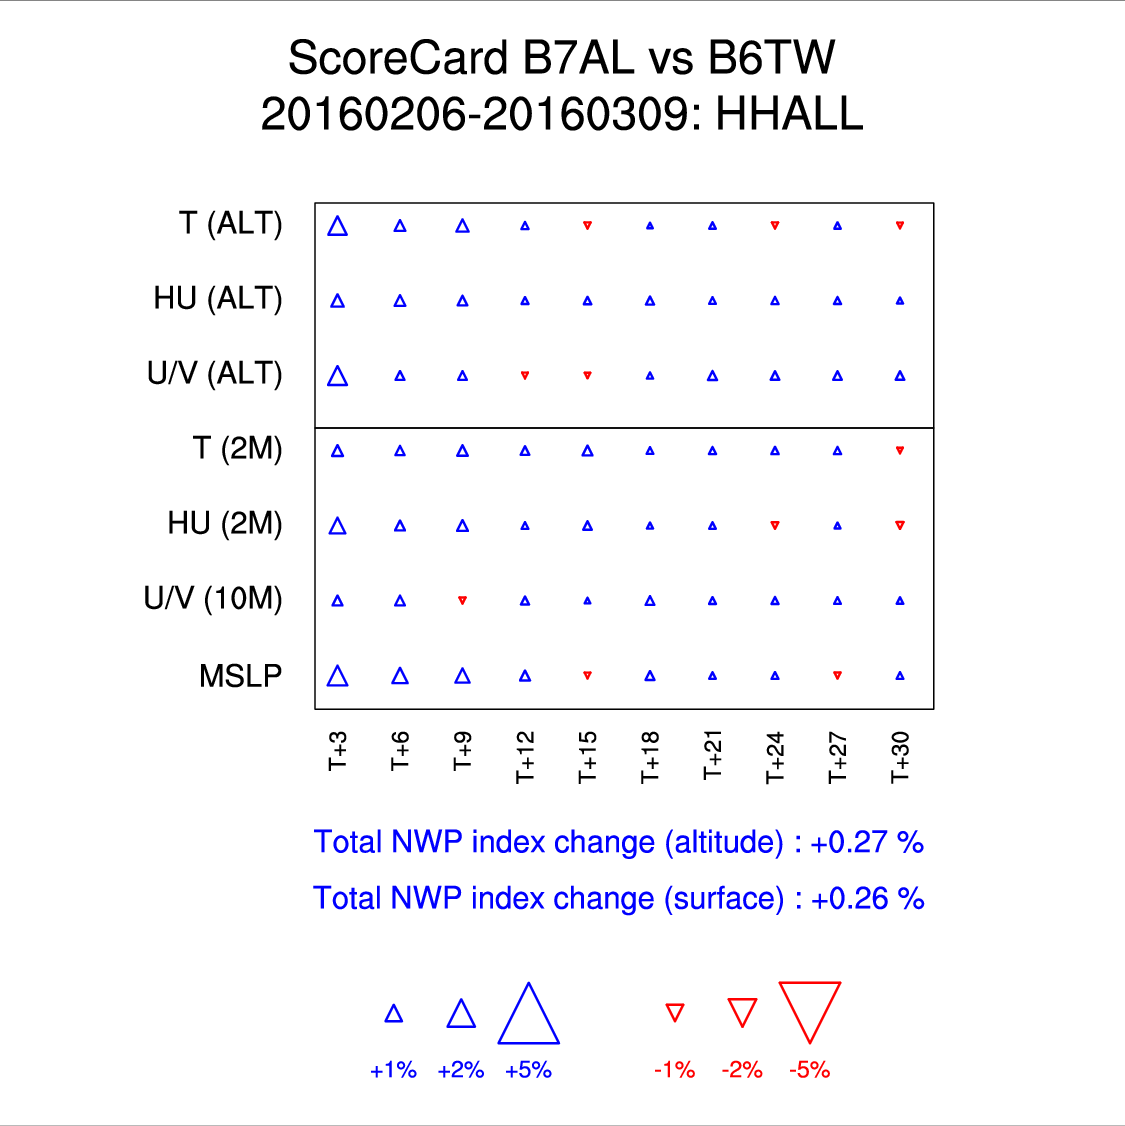 ScoreCard B7AL vs B6TW
20160206-20160309: HHALL
T (ALT)
HU (ALT)
U/V (ALT)
T (2M)
HU (2M)
U/V (10M)
MSLP
T+3 T+6 T+9 T+12 T+15 T+18 T+21 T+24 T+27 T+30
Total NWP index change (altitude) : +0.27 %
Total NWP index change (surface) : +0.26 %
+1% +2% +5% -1% -2% -5%